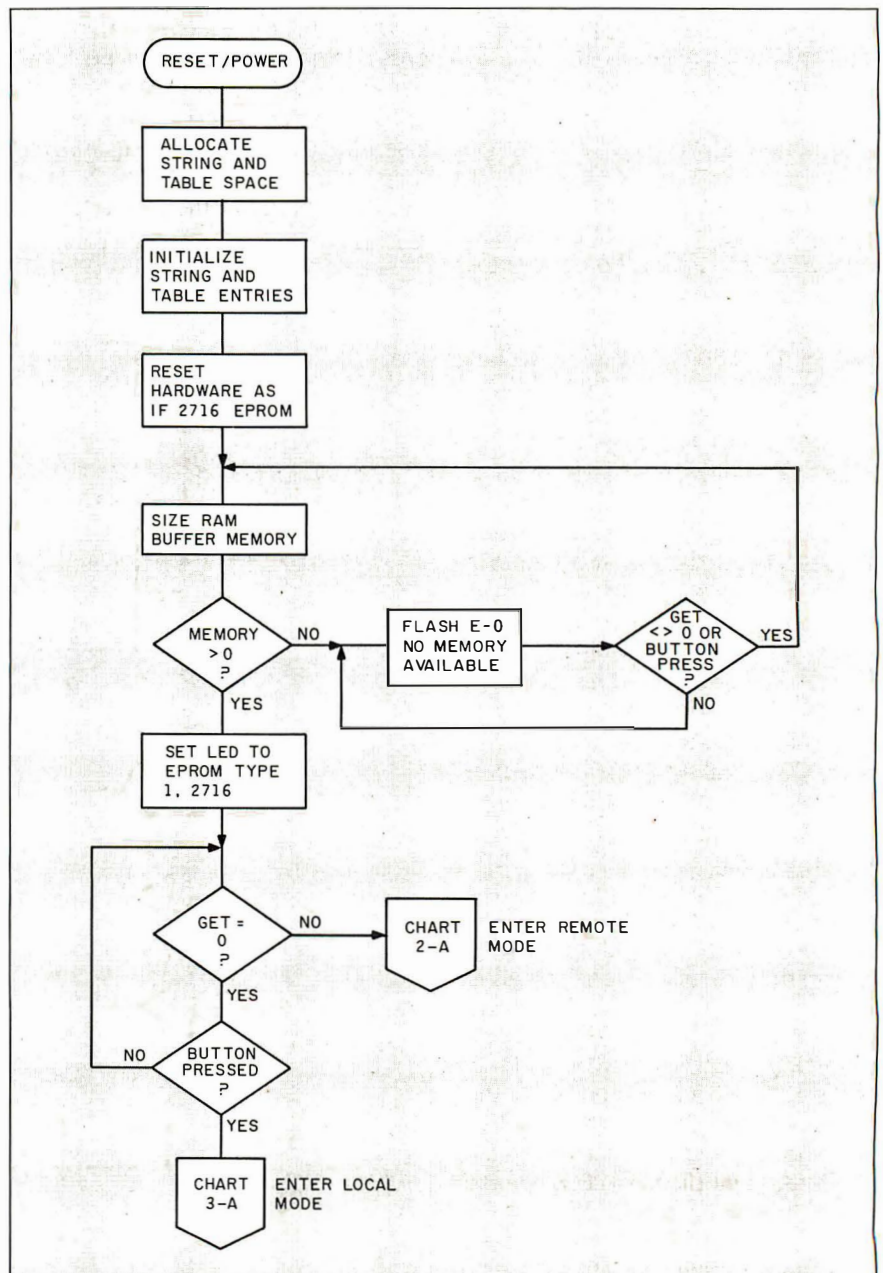 RESET/POWER
ALLOCATE
STRING AND
TABLE SPACE
INITIALIZE
STRING AND
TABLE ENTRIES
RESET
HARDWARE AS
IF 2716 EPROM
SIZE RAM
BUFFER MEMORY
MEMORY
>0
?
NO
YES
FLASH E-0
NO MEMORY
AVAILABLE
GET
<> 0 OR
BUTTON
PRESS
?
YES
NO
SET LED TO
EPROM TYPE
1, 2716
GET =
0
?
NO
YES
CHART
2-A
ENTER REMOTE
MODE
BUTTON
PRESSED
?
NO
YES
CHART
3-A
ENTER LOCAL
MODE